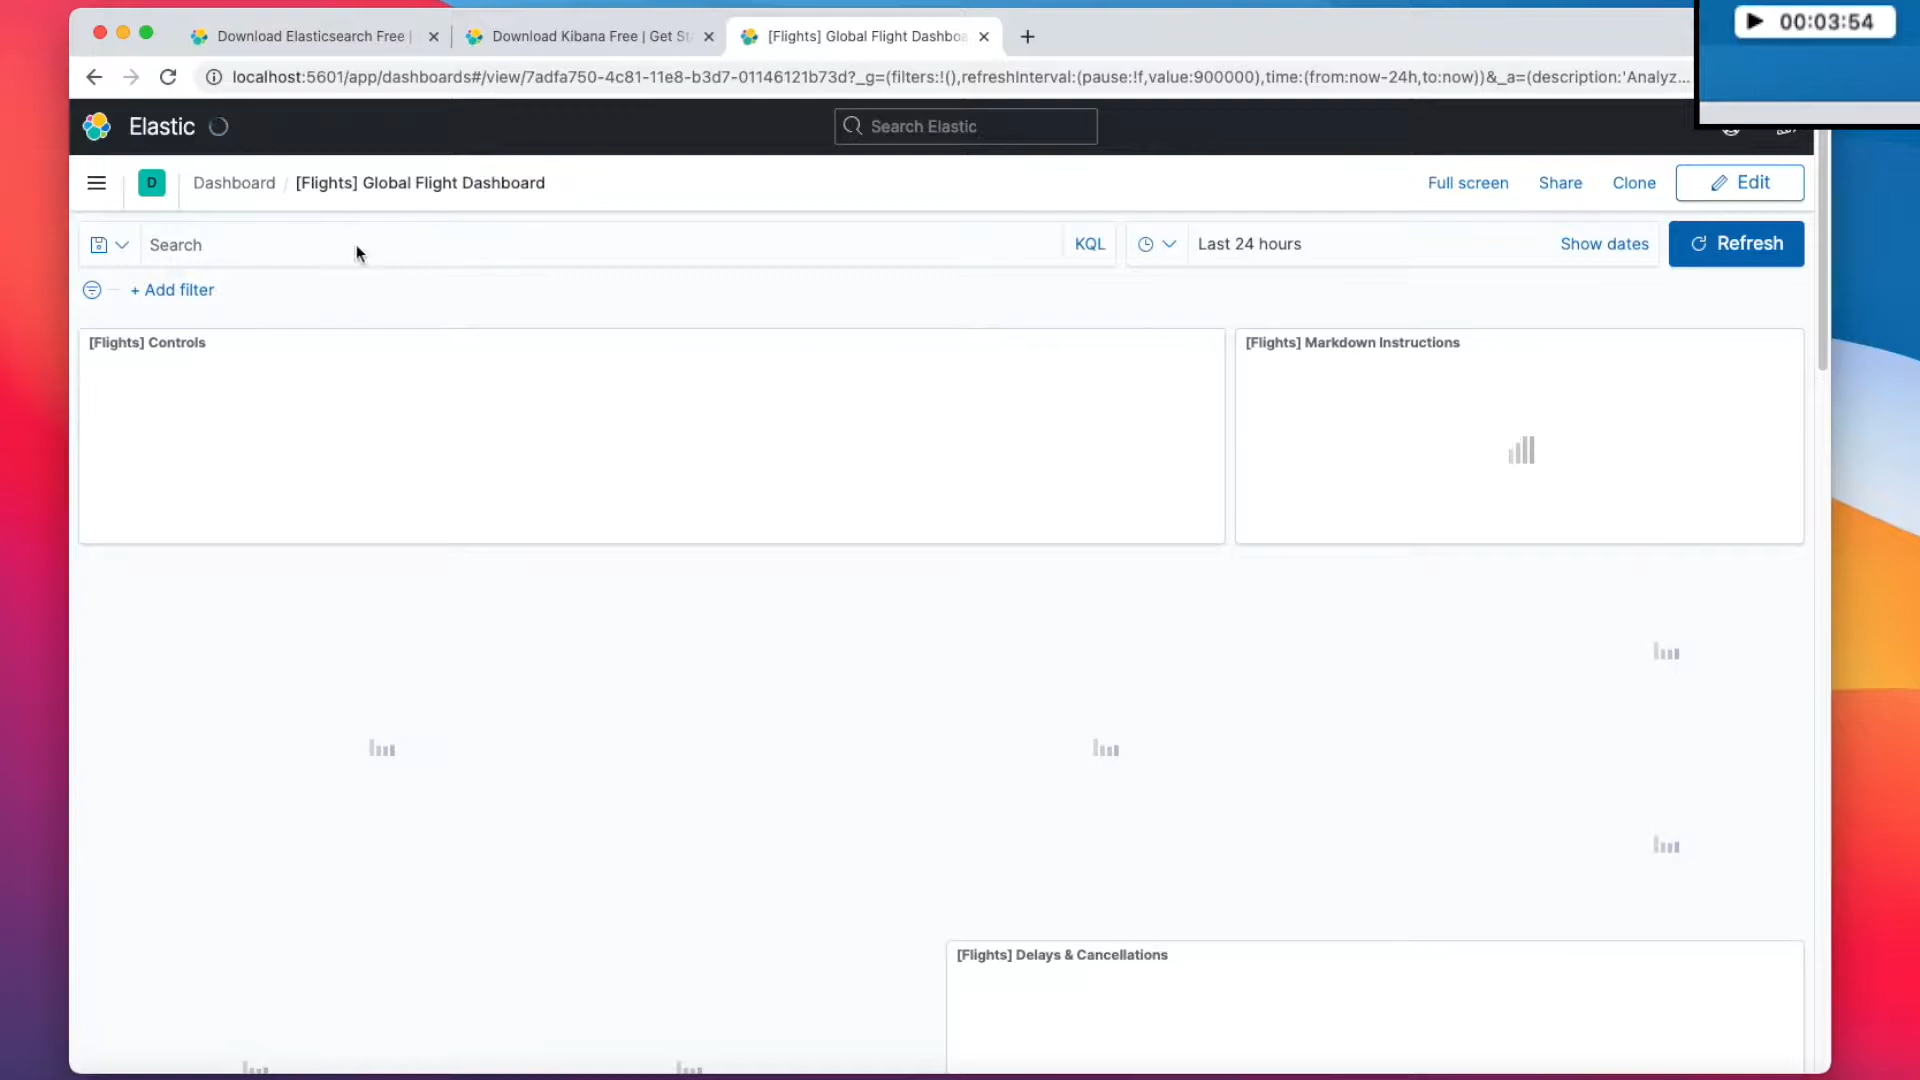 00:03:54
Download Elasticsearch Free |
Download Kibana Free | Get St
[Flights] Global Flight Dashboa
localhost:5601/app/dashboards#/view/7adfa750-4c81-11e8-b3d7-01146121b73d?_g=(filters:!(),refreshInterval:(pause:!f,value:900000),time:(from:now-24h,to:now))&_a=(description:'Analyz...
Elastic
Search Elastic
D
Dashboard / [Flights] Global Flight Dashboard
Full screen
Share
Clone
Edit
Search
KQL
Last 24 hours
Show dates
Refresh
+ Add filter
[Flights] Controls
[Flights] Markdown Instructions
[Flights] Delays & Cancellations